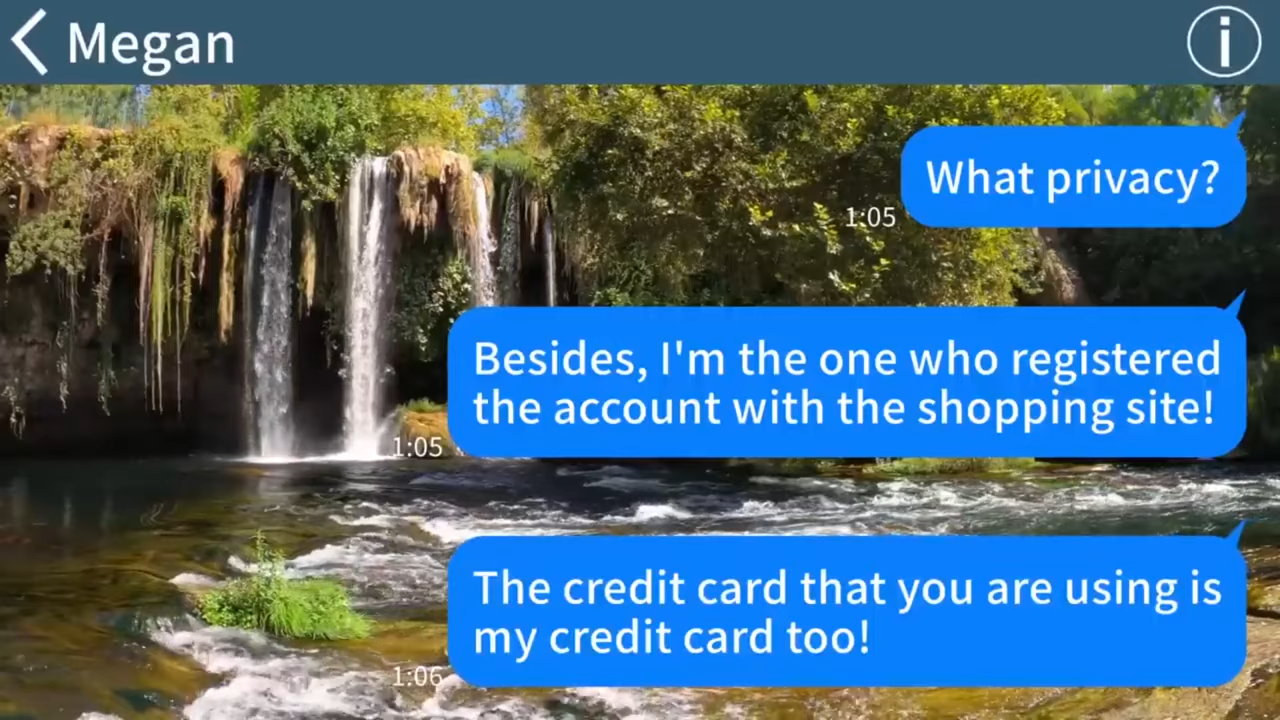 Megan
i
What privacy?
1:05
Besides, I'm the one who registered
the account with the shopping site!
1:05
The credit card that you are using is
my credit card too!
1:06